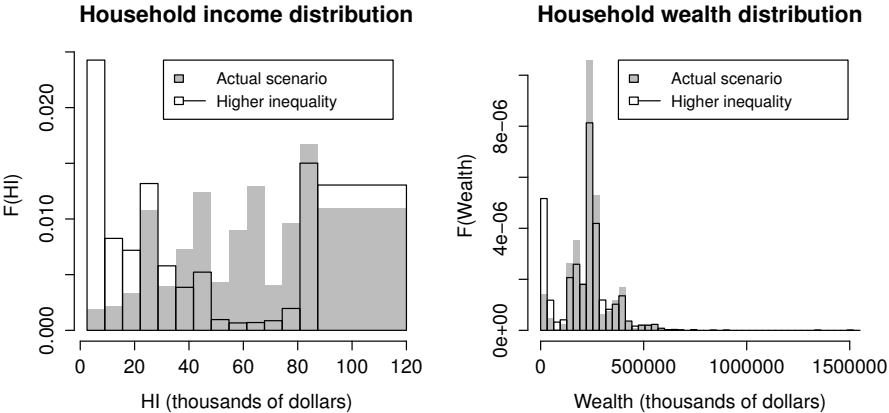 Household income distribution
Actual scenario
Higher inequality
F(HI)
0.000
0.010
0.020
0
20
40
60
80
100
120
HI (thousands of dollars)
Household wealth distribution
Actual scenario
Higher inequality
F(Wealth)
0e+00
4e−06
8e−06
0
500000
1000000
1500000
Wealth (thousands of dollars)